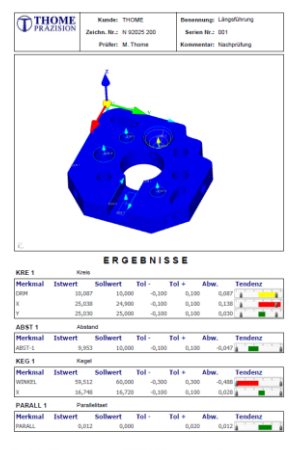 THOME
PRÄZISION
Kunde: THOME
Zeichn. Nr.: N 92025 200
Prüfer: M. Thome
Benennung: Längsführung
Serien Nr.: 001
Kommentar: Nachprüfung
ERGEBNISSE
KRE 1 Kreis
Merkmal Istwert Sollwert Tol - Tol + Abw. Tendenz
DRM 10,087 10,000 -0,100 0,100 0,087
X 25,038 24,900 -0,100 0,100 0,138
Y 25,030 25,000 -0,100 0,100 0,030
ABST 1 Abstand
Merkmal Istwert Sollwert Tol - Tol + Abw. Tendenz
ABST-1 9,953 10,000 -0,100 0,100 -0,047
KEG 1 Kegel
Merkmal Istwert Sollwert Tol - Tol + Abw. Tendenz
WINKEL 59,512 60,000 -0,300 0,300 -0,488
X 16,748 16,720 -0,100 0,100 0,028
PARALL 1 Parallelitaet
Merkmal Istwert Sollwert Tol - Tol + Abw. Tendenz
PARALL 0,012 0,000 0,020 0,012